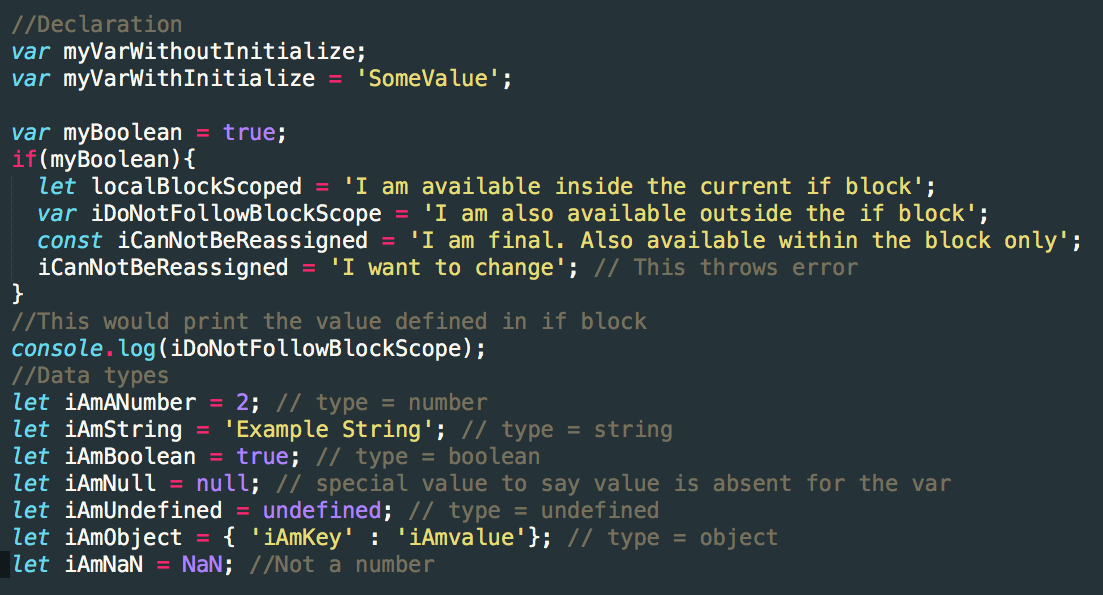 //Declaration
var myVarWithoutInitialize;
var myVarWithInitialize = 'SomeValue';

var myBoolean = true;
if(myBoolean){
  let localBlockScoped = 'I am available inside the current if block';
  var iDoNotFollowBlockScope = 'I am also available outside the if block';
  const iCanNotBeReassigned = 'I am final. Also available within the block only';
  iCanNotBeReassigned = 'I want to change'; // This throws error
}
//This would print the value defined in if block
console.log(iDoNotFollowBlockScope);
//Data types
let iAmANumber = 2; // type = number
let iAmString = 'Example String'; // type = string
let iAmBoolean = true; // type = boolean
let iAmNull = null; // special value to say value is absent for the var
let iAmUndefined = undefined; // type = undefined
let iAmObject = { 'iAmKey' : 'iAmvalue'}; // type = object
let iAmNaN = NaN; //Not a number